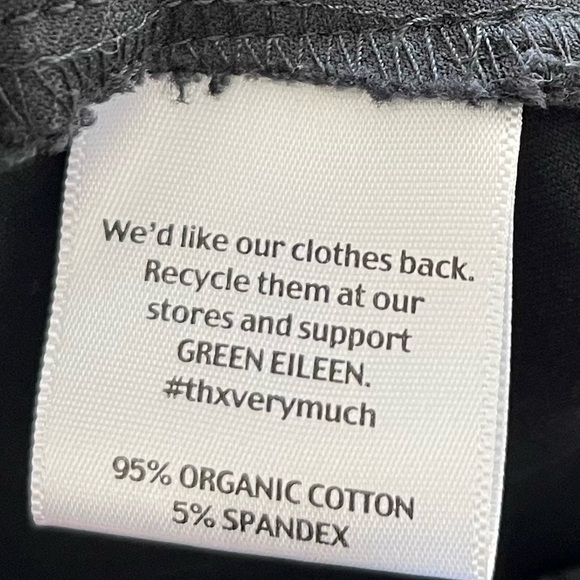 We'd like our clothes back.
Recycle them at our
stores and support
GREEN EILEEN.
#thxverymuch
95% ORGANIC COTTON
5% SPANDEX